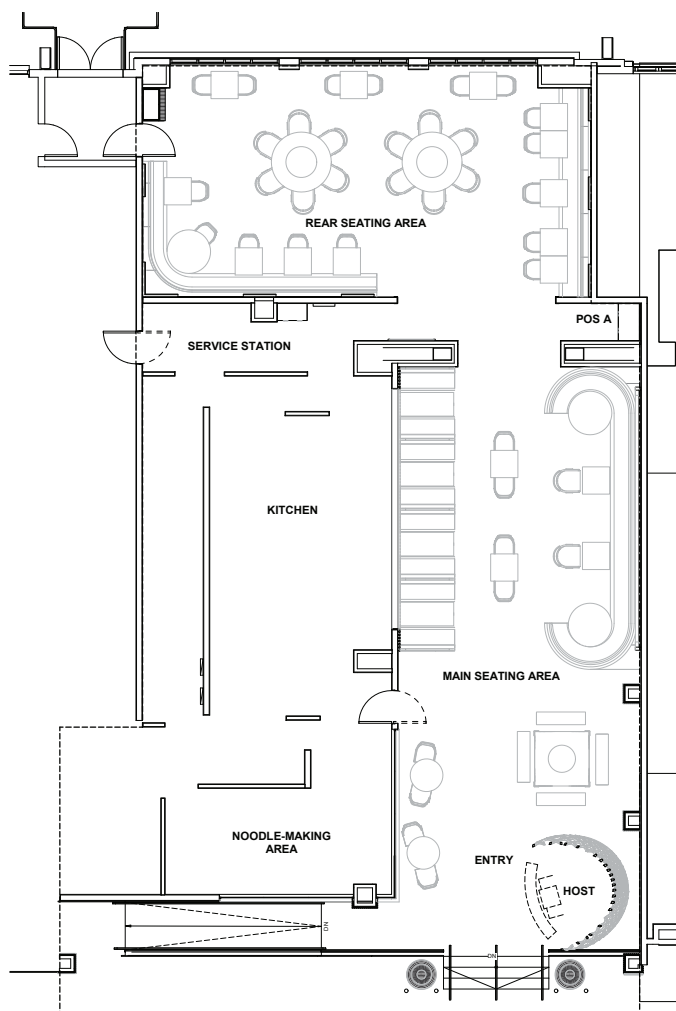 REAR SEATING AREA
POS A
SERVICE STATION
KITCHEN
MAIN SEATING AREA
NOODLE-MAKING
AREA
ENTRY
HOST
DN
DN